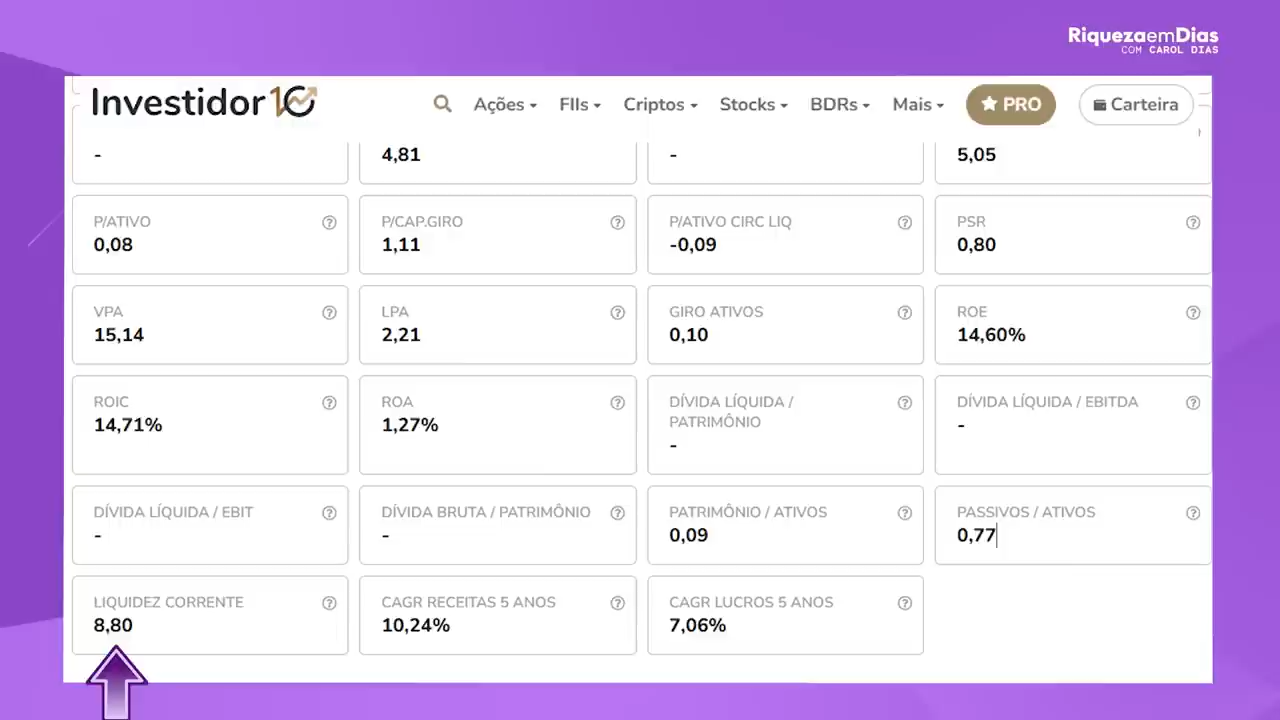 RiquezaemDias
COM CAROL DIAS
Investidor 10
Ações
FIIs
Criptos
Stocks
BDRs
Mais
PRO
Carteira
-
4,81
-
5,05
P/ATIVO
0,08
P/CAP.GIRO
1,11
P/ATIVO CIRC LIQ
-0,09
PSR
0,80
VPA
15,14
LPA
2,21
GIRO ATIVOS
0,10
ROE
14,60%
ROIC
14,71%
ROA
1,27%
DÍVIDA LÍQUIDA /
PATRIMÔNIO
-
DÍVIDA LÍQUIDA / EBITDA
-
DÍVIDA LÍQUIDA / EBIT
-
DÍVIDA BRUTA / PATRIMÔNIO
-
PATRIMÔNIO / ATIVOS
0,09
PASSIVOS / ATIVOS
0,77
LIQUIDEZ CORRENTE
8,80
CAGR RECEITAS 5 ANOS
10,24%
CAGR LUCROS 5 ANOS
7,06%